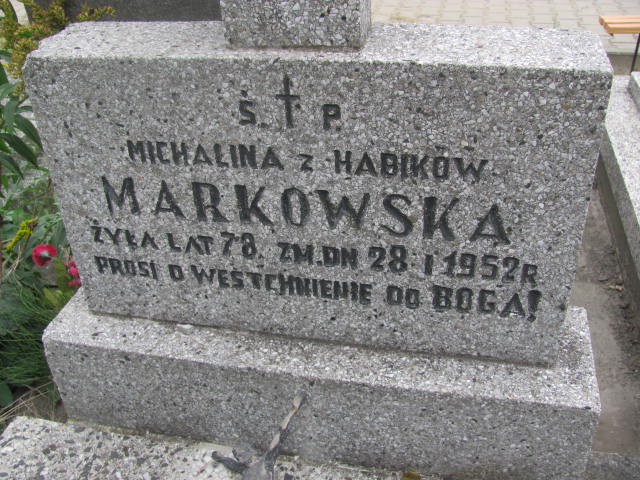 Ś. † P.
MICHALINA z HABIKÓW
MARKOWSKA
ŻYŁA LAT 78. ZM. DN 28 I 1952 R
PROSI O WESTCHNIENIE DO BOGA!